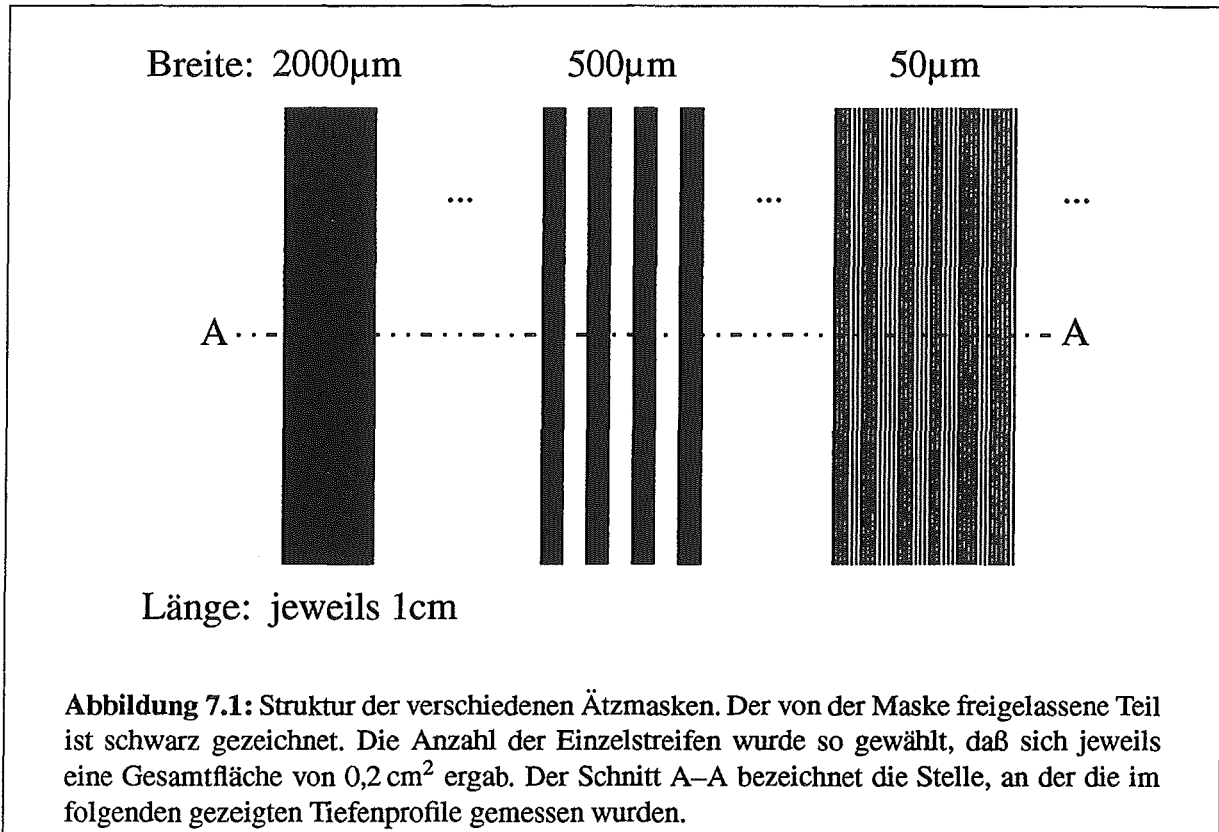 Breite: 2000µm 500µm 50µm
... ... ...
A A
Länge: jeweils 1cm
Abbildung 7.1: Struktur der verschiedenen Ätzmasken. Der von der Maske freigelassene Teil
ist schwarz gezeichnet. Die Anzahl der Einzelstreifen wurde so gewählt, daß sich jeweils
eine Gesamtfläche von 0,2 cm² ergab. Der Schnitt A–A bezeichnet die Stelle, an der die im
folgenden gezeigten Tiefenprofile gemessen wurden.